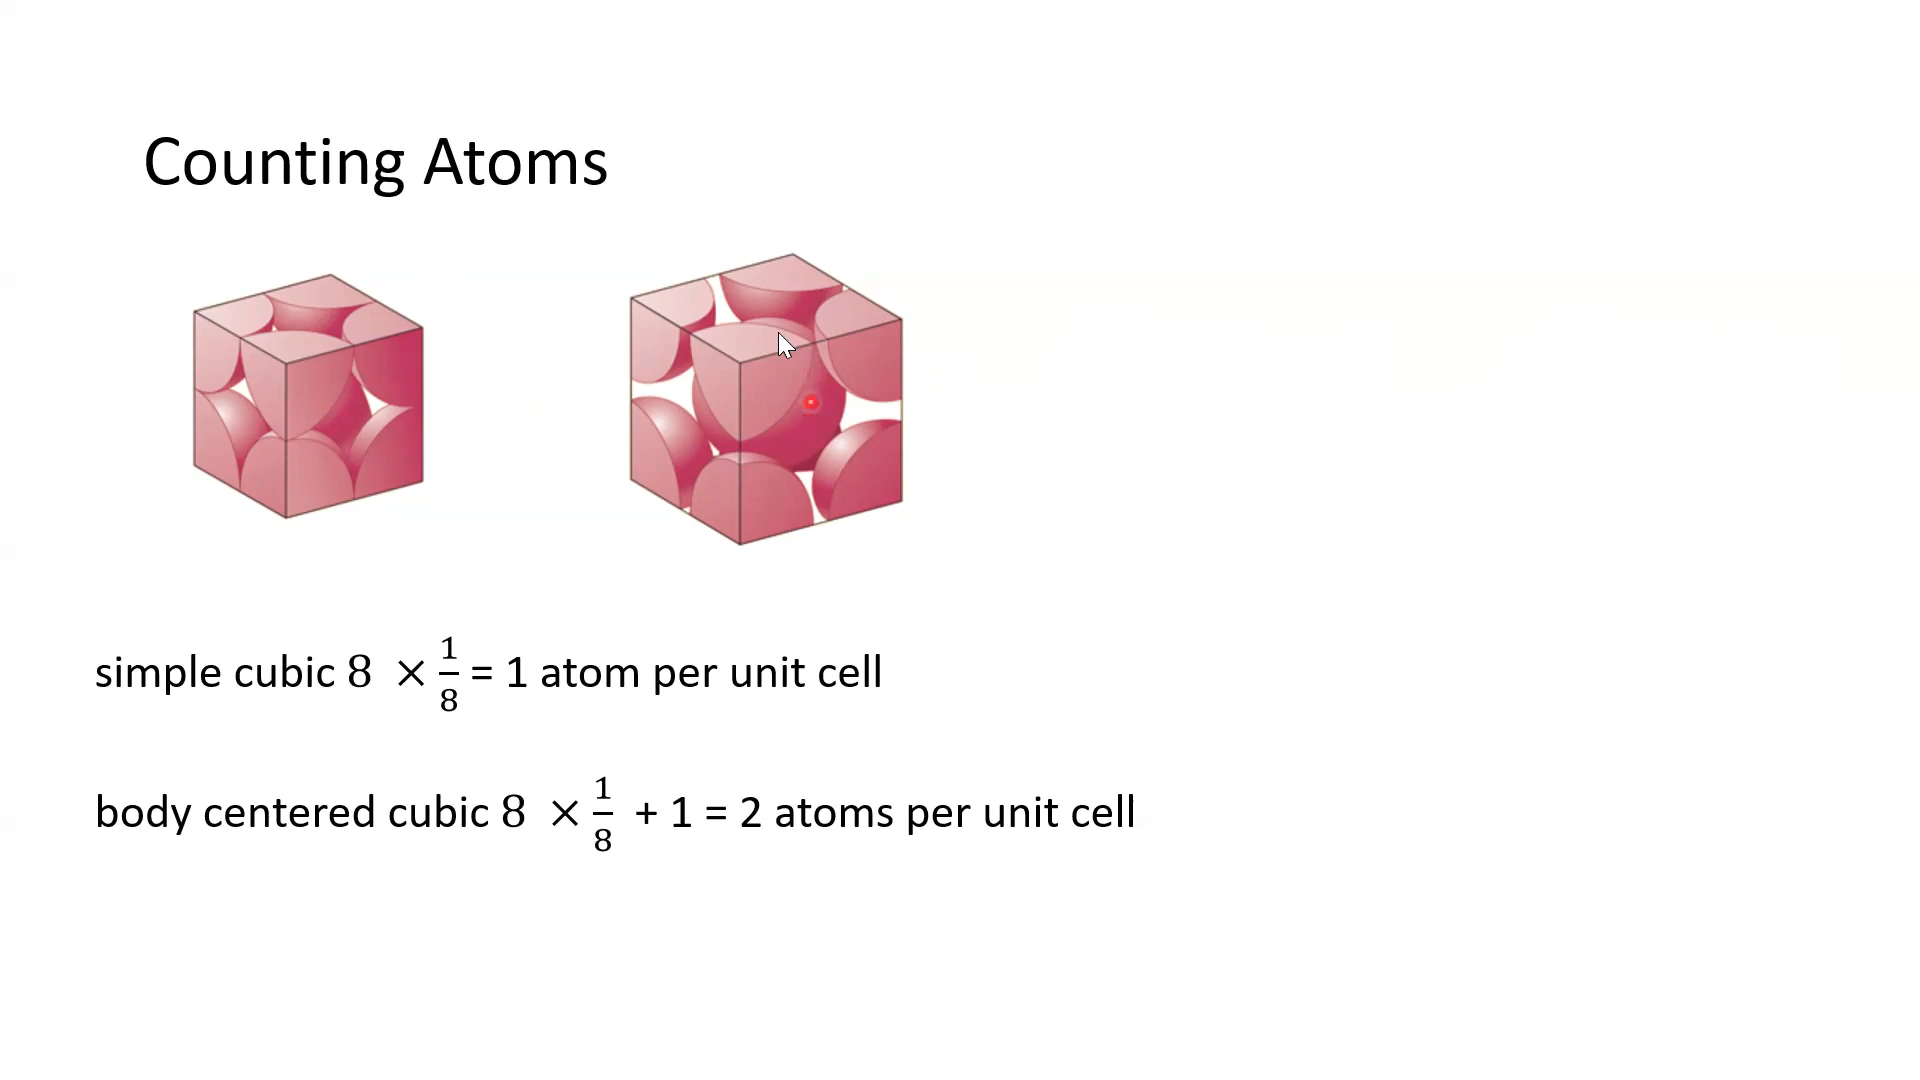 Counting Atoms
simple cubic 8 × 1/8 = 1 atom per unit cell
body centered cubic 8 × 1/8 + 1 = 2 atoms per unit cell